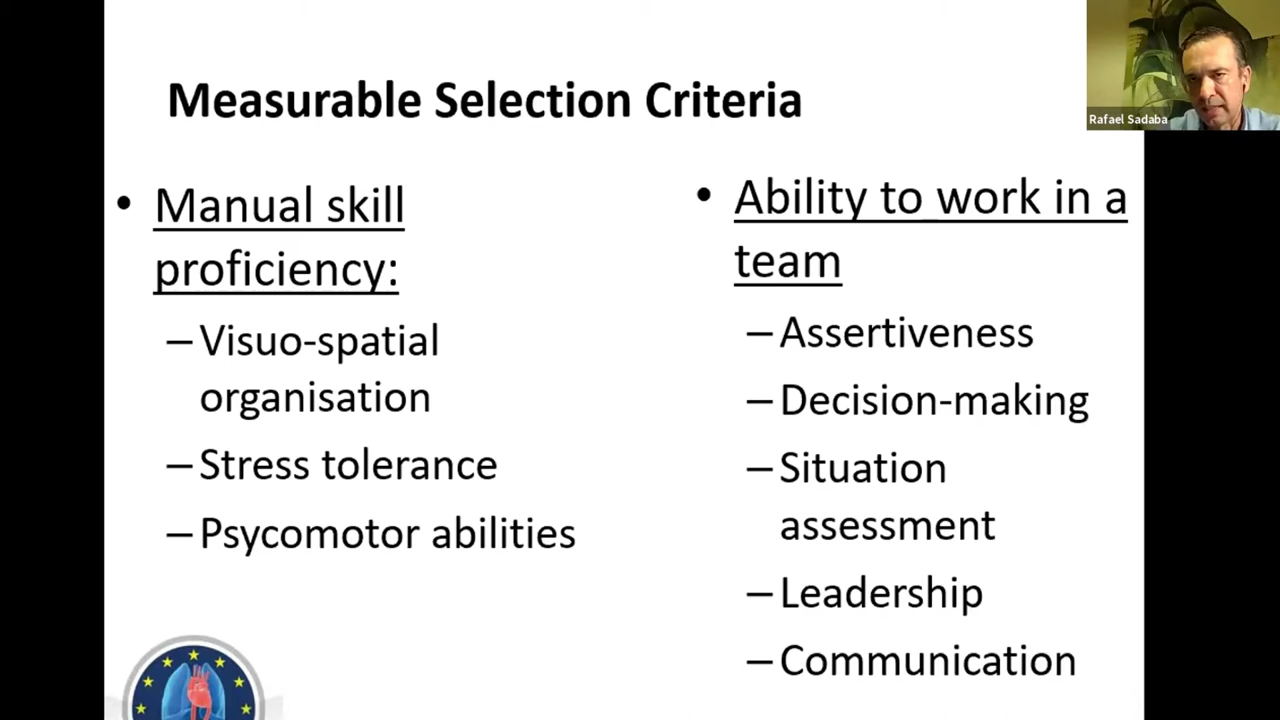 Measurable Selection Criteria
Rafael Sadaba
• Manual skill
proficiency:
–Visuo-spatial
organisation
–Stress tolerance
–Psycomotor abilities
• Ability to work in a
team
–Assertiveness
–Decision-making
–Situation
assessment
–Leadership
–Communication